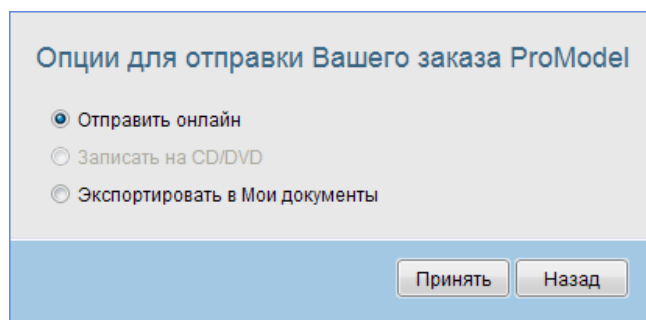 Опции для отправки Вашего заказа ProModel
Отправить онлайн
Записать на CD/DVD
Экспортировать в Мои документы
Принять Назад